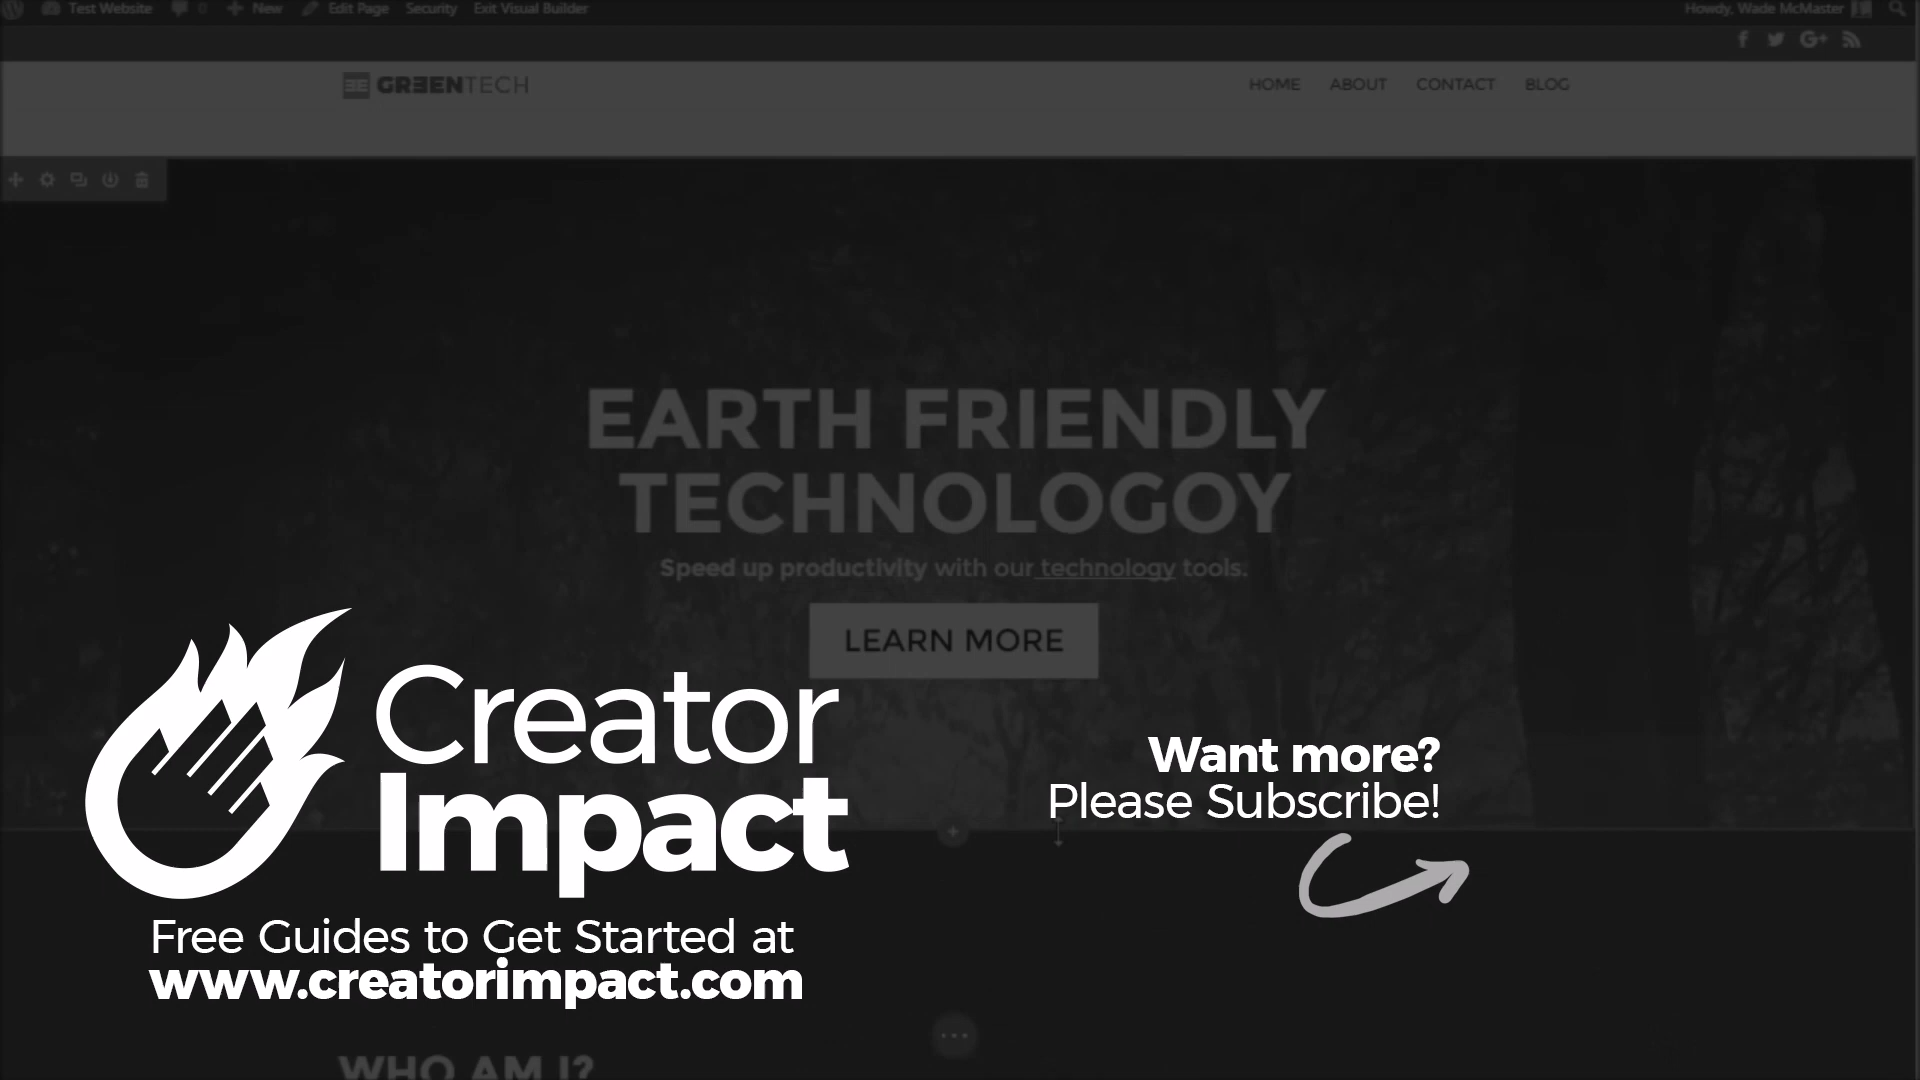 Test Website 0 New Edit Page Security Exit Visual Builder Howdy, Wade McMaster
GREENTECH HOME ABOUT CONTACT BLOG
EARTH FRIENDLY
TECHNOLOGOY
Speed up productivity with our technology tools.
LEARN MORE
Creator
Impact
Want more?
Please Subscribe!
Free Guides to Get Started at
www.creatorimpact.com
WHO AM I?